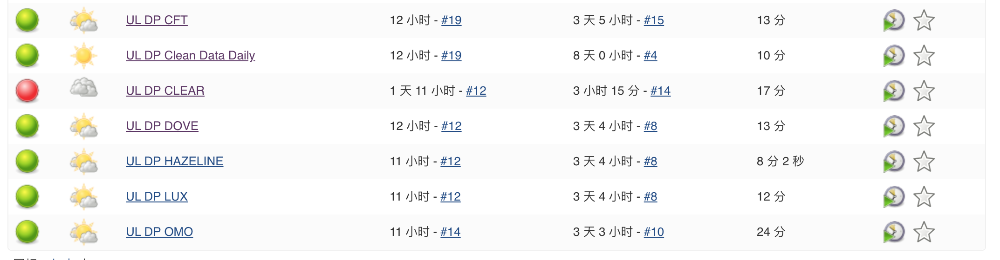 UL DP CFT 12 小时 - #19 3 天 5 小时 - #15 13 分
UL DP Clean Data Daily 12 小时 - #19 8 天 0 小时 - #4 10 分
UL DP CLEAR 1 天 11 小时 - #12 3 小时 15 分 - #14 17 分
UL DP DOVE 12 小时 - #12 3 天 4 小时 - #8 13 分
UL DP HAZELINE 11 小时 - #12 3 天 4 小时 - #8 8 分 2 秒
UL DP LUX 11 小时 - #12 3 天 4 小时 - #8 12 分
UL DP OMO 11 小时 - #14 3 天 3 小时 - #10 24 分